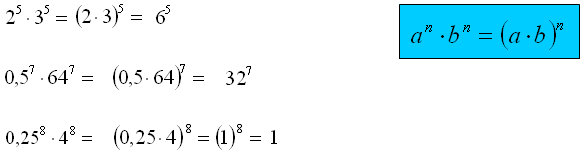 2⁵ · 3⁵ = (2 · 3)⁵ = 6⁵
aⁿ · bⁿ = (a · b)ⁿ
0,5⁷ · 64⁷ = (0,5 · 64)⁷ = 32⁷
0,25⁸ · 4⁸ = (0,25 · 4)⁸ = (1)⁸ = 1